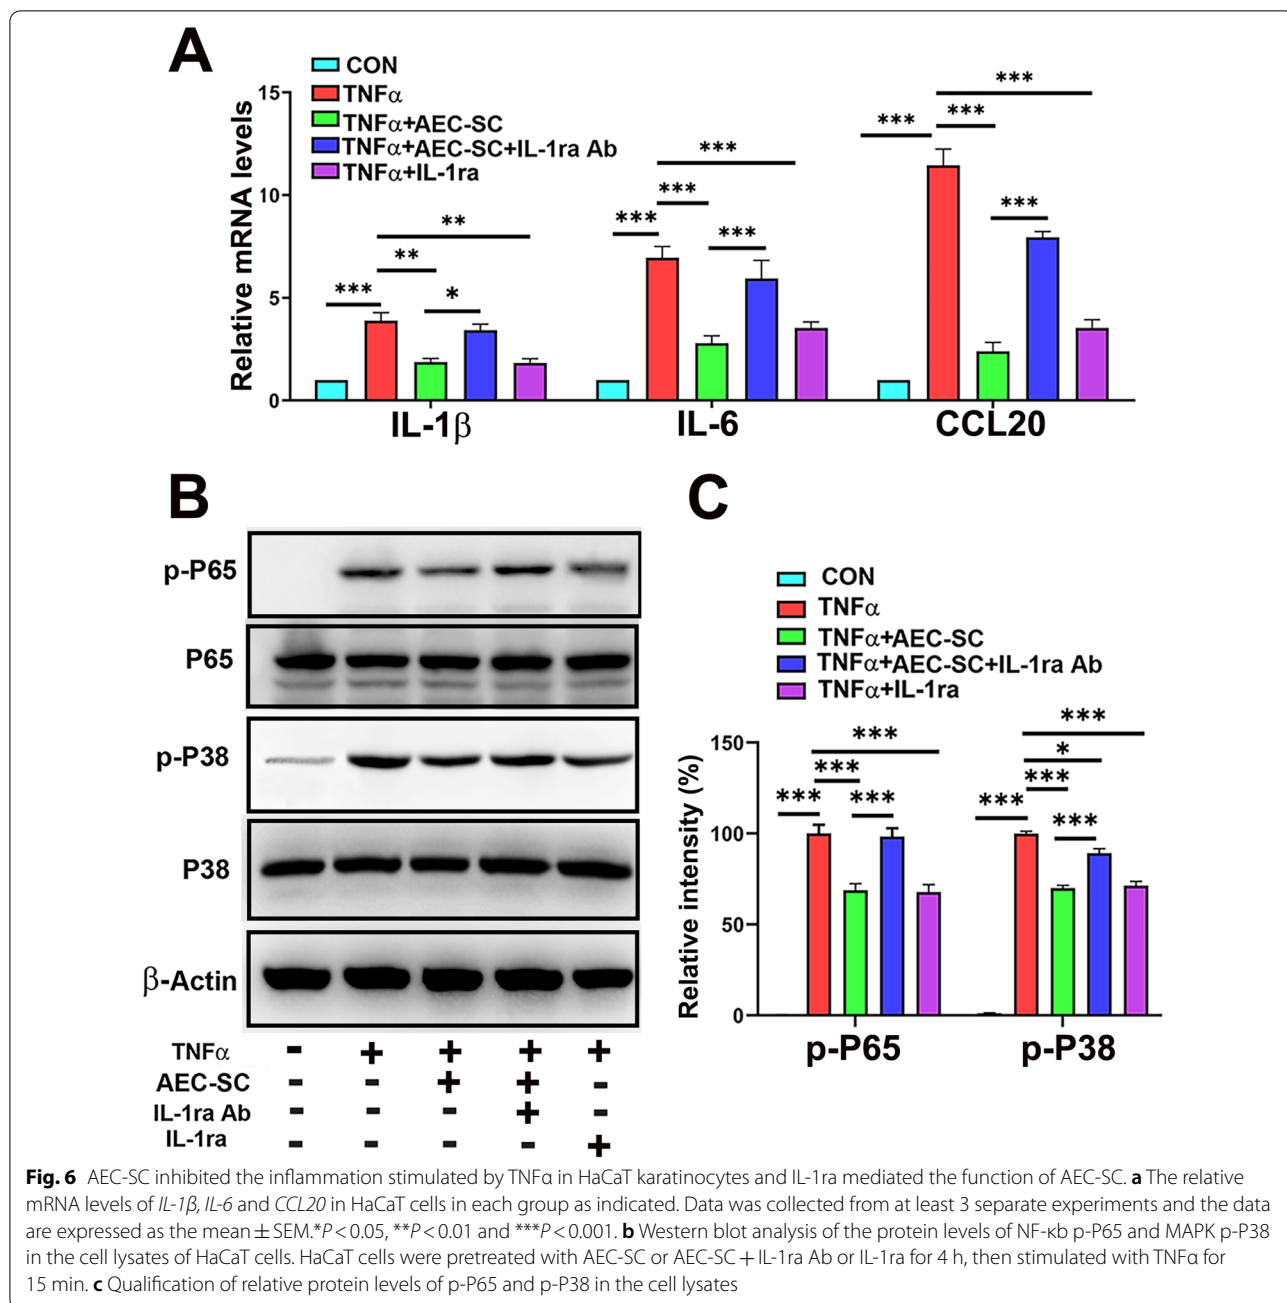 A
CON
TNFα
TNFα+AEC-SC
TNFα+AEC-SC+IL-1ra Ab
TNFα+IL-1ra
Relative mRNA levels
15
10
5
0
*** ** * **
*** *** *** ***
*** *** *** ***
IL-1β IL-6 CCL20
B
p-P65
P65
p-P38
P38
β-Actin
TNFα - + + + +
AEC-SC - - + + -
IL-1ra Ab - - - + -
IL-1ra - - - - +
C
CON
TNFα
TNFα+AEC-SC
TNFα+AEC-SC+IL-1ra Ab
TNFα+IL-1ra
Relative intensity (%)
150
100
50
0
*** *** *** ***
*** *** *** * ***
p-P65 p-P38
Fig. 6 AEC-SC inhibited the inflammation stimulated by TNFα in HaCaT karatinocytes and IL-1ra mediated the function of AEC-SC. a The relative
mRNA levels of IL-1β, IL-6 and CCL20 in HaCaT cells in each group as indicated. Data was collected from at least 3 separate experiments and the data
are expressed as the mean ± SEM.*P < 0.05, **P < 0.01 and ***P < 0.001. b Western blot analysis of the protein levels of NF-kb p-P65 and MAPK p-P38
in the cell lysates of HaCaT cells. HaCaT cells were pretreated with AEC-SC or AEC-SC + IL-1ra Ab or IL-1ra for 4 h, then stimulated with TNFα for
15 min. c Qualification of relative protein levels of p-P65 and p-P38 in the cell lysates